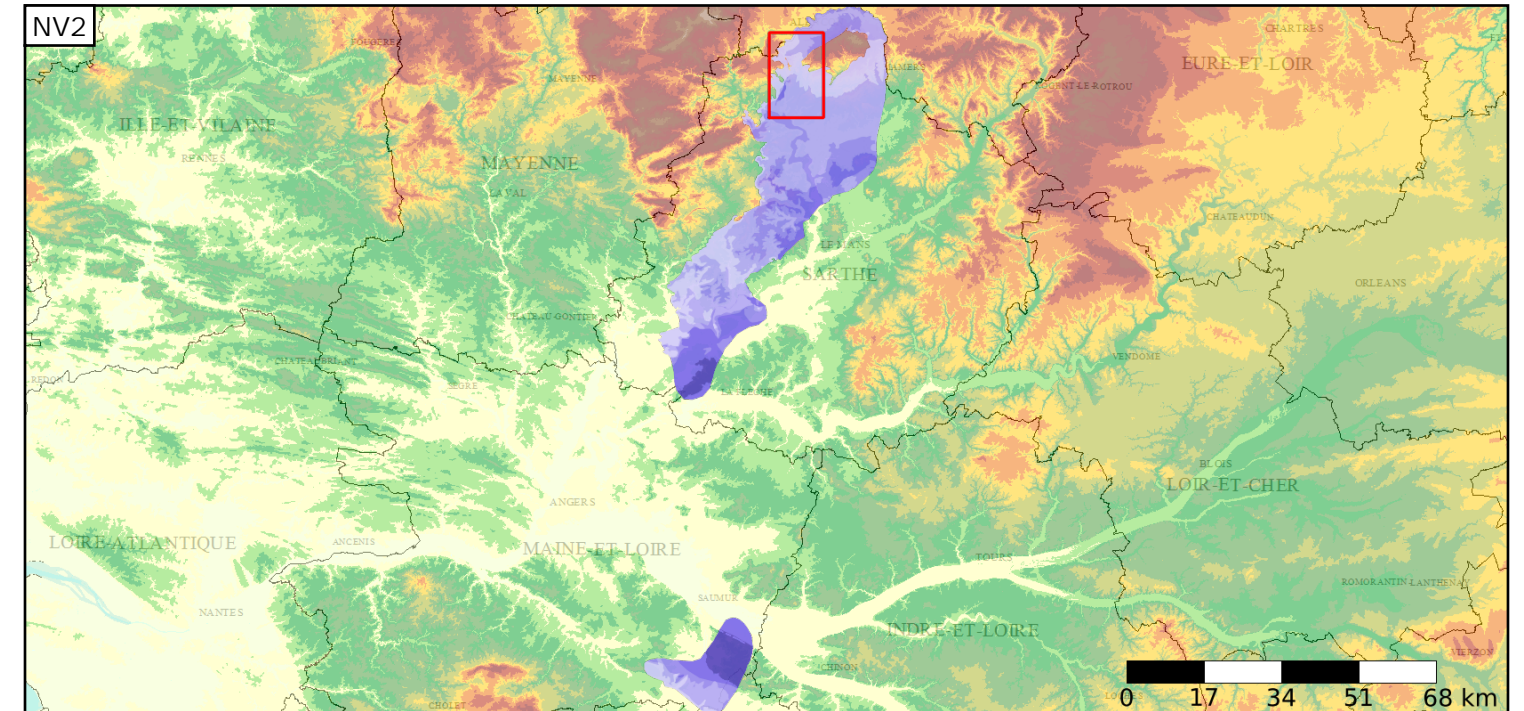 NV2
CHARTRES
FOUGERES
EURE-ET-LOIR
MAYENNE
NOGENT-LE-ROTROU
ILLE-ET-VILAINE
RENNES
MAYENNE
LAVAL
CHATEAUDUN
LE MANS
SARTHE
ORLEANS
CHATEAU-GONTIER
CHATEAUBRIANT
VENDOME
SEGRE
LA FLECHE
BLOIS
LOIR-ET-CHER
ANGERS
LOIRE-ATLANTIQUE
ANCENIS
MAINE-ET-LOIRE
TOURS
ROMORANTIN-LANTHENAY
SAUMUR
NANTES
INDRE-ET-LOIRE
VIERZON
CHINON
CHOLET
0 17 34 51 68 km